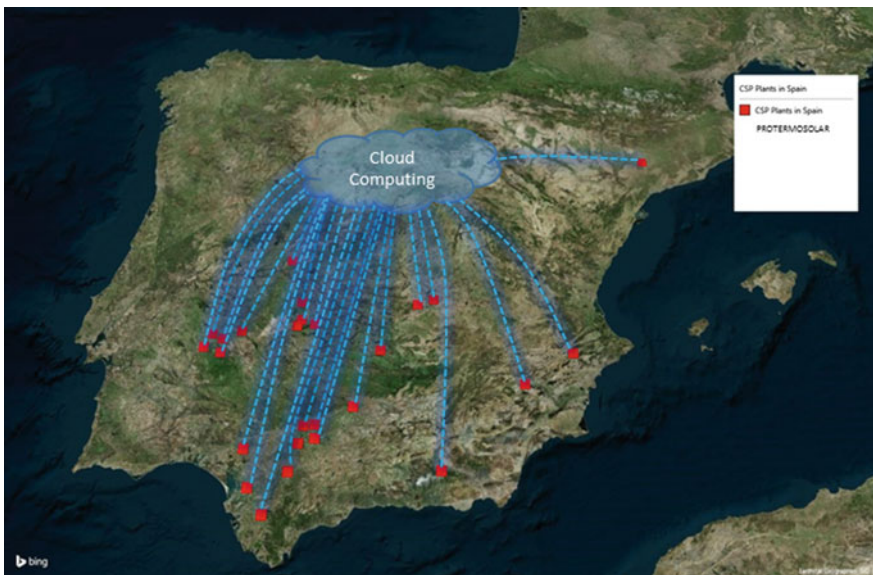 CSP Plants in Spain
CSP Plants in Spain
PROTERMOSOLAR
Cloud
Computing
bing